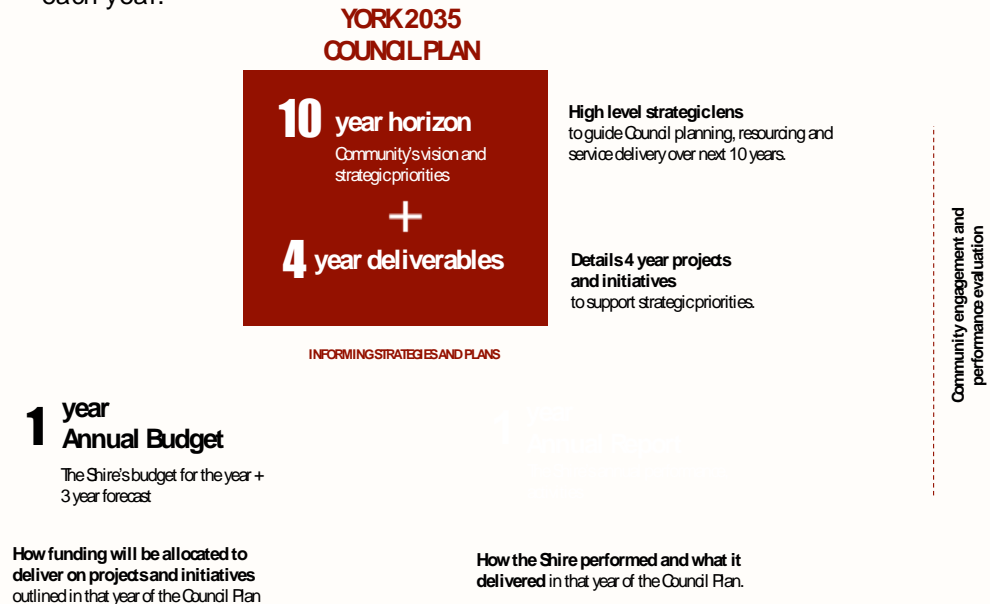 each year.
YORK 2035
COUNCIL PLAN
10 year horizon
Community's vision and
strategic priorities
+
4 year deliverables
High level strategic lens
to guide Council planning, resourcing and
service delivery over next 10 years.
Details 4 year projects
and initiatives
to support strategic priorities.
Community engagement and
performance evaluation
INFORMING STRATEGIES AND PLANS
1 year
Annual Budget
The Shire's budget for the year +
3 year forecast
How funding will be allocated to
deliver on projects and initiatives
outlined in that year of the Council Plan
How the Shire performed and what it
delivered in that year of the Council Plan.